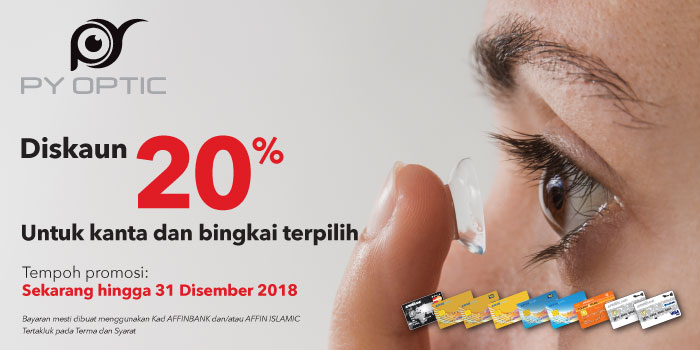 PY OPTIC
Diskaun 20%
Untuk kanta dan bingkai terpilih
Tempoh promosi:
Sekarang hingga 31 Disember 2018
Bayaran mesti dibuat menggunakan Kad AFFINBANK dan/atau AFFIN ISLAMIC
Tertakluk pada Terma dan Syarat